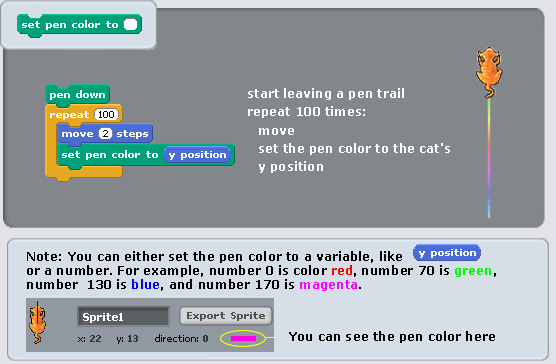 set pen color to
pen down
repeat 100
move 2 steps
set pen color to y position
start leaving a pen trail
repeat 100 times:
move
set the pen color to the cat's
y position
Note: You can either set the pen color to a variable, like y position
or a number. For example, number 0 is color red, number 70 is green,
number 130 is blue, and number 170 is magenta.
Sprite1
Export Sprite
x: 22 y: 13 direction: 0
You can see the pen color here